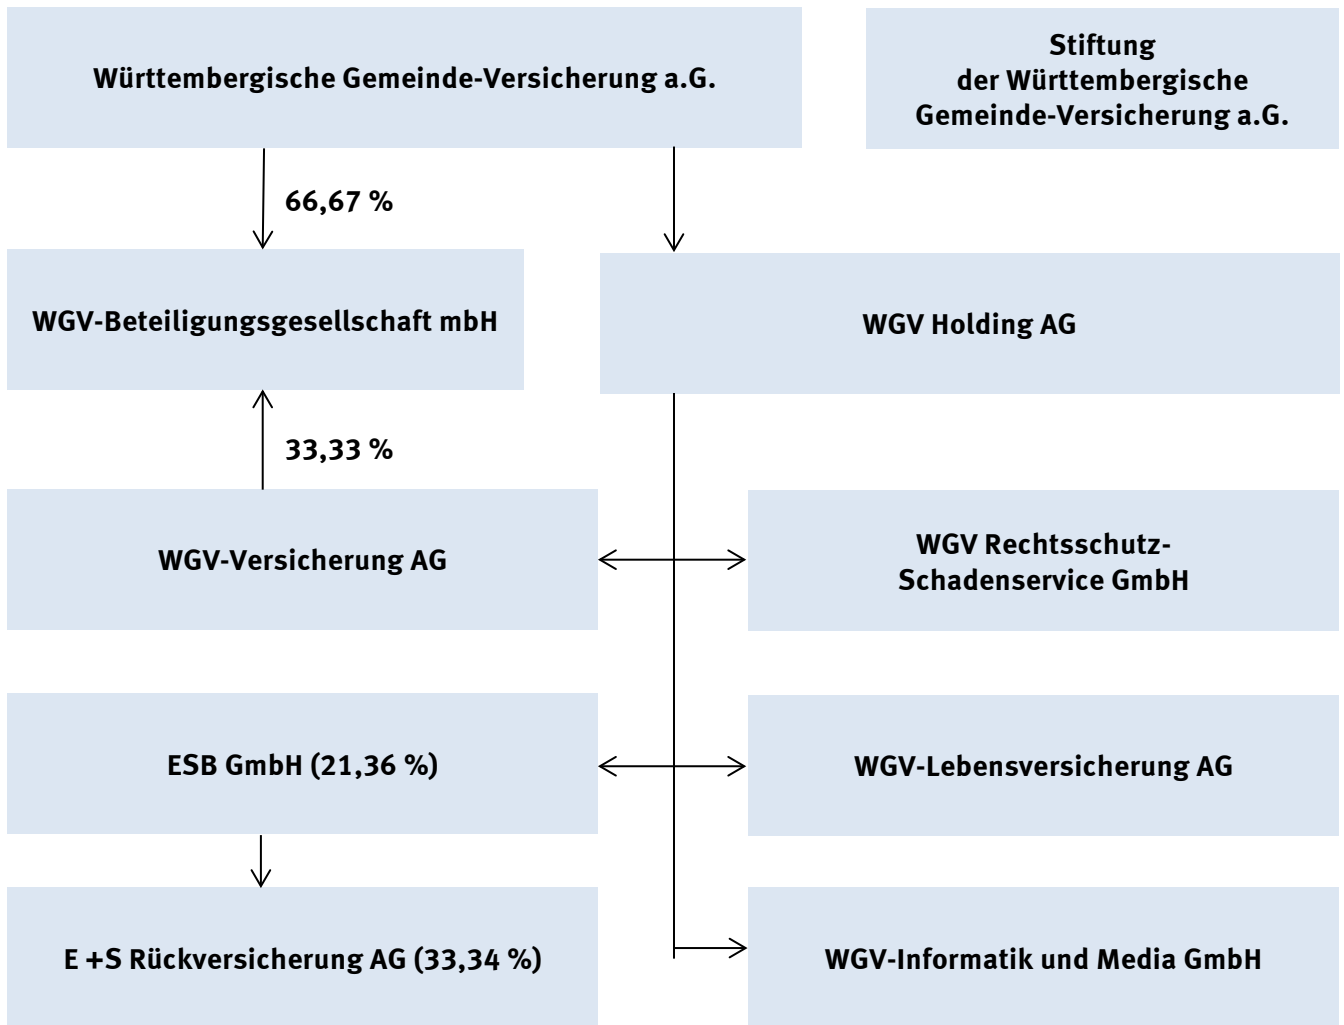 Württembergische Gemeinde-Versicherung a.G.
Stiftung
der Württembergische
Gemeinde-Versicherung a.G.
66,67 %
WGV-Beteiligungsgesellschaft mbH
WGV Holding AG
33,33 %
WGV-Versicherung AG
WGV Rechtsschutz-
Schadenservice GmbH
ESB GmbH (21,36 %)
WGV-Lebensversicherung AG
E +S Rückversicherung AG (33,34 %)
WGV-Informatik und Media GmbH